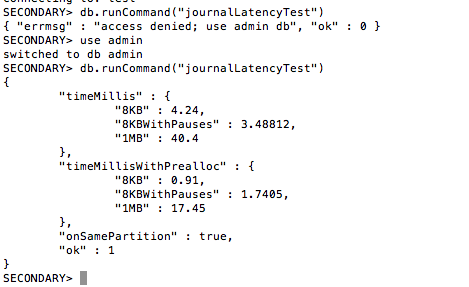 connecting to: test
SECONDARY> db.runCommand("journalLatencyTest")
{ "errmsg" : "access denied; use admin db", "ok" : 0 }
SECONDARY> use admin
switched to db admin
SECONDARY> db.runCommand("journalLatencyTest")
{
        "timeMillis" : {
                "8KB" : 4.24,
                "8KBWithPauses" : 3.48812,
                "1MB" : 40.4
        },
        "timeMillisWithPrealloc" : {
                "8KB" : 0.91,
                "8KBWithPauses" : 1.7405,
                "1MB" : 17.45
        },
        "onSamePartition" : true,
        "ok" : 1
}
SECONDARY>